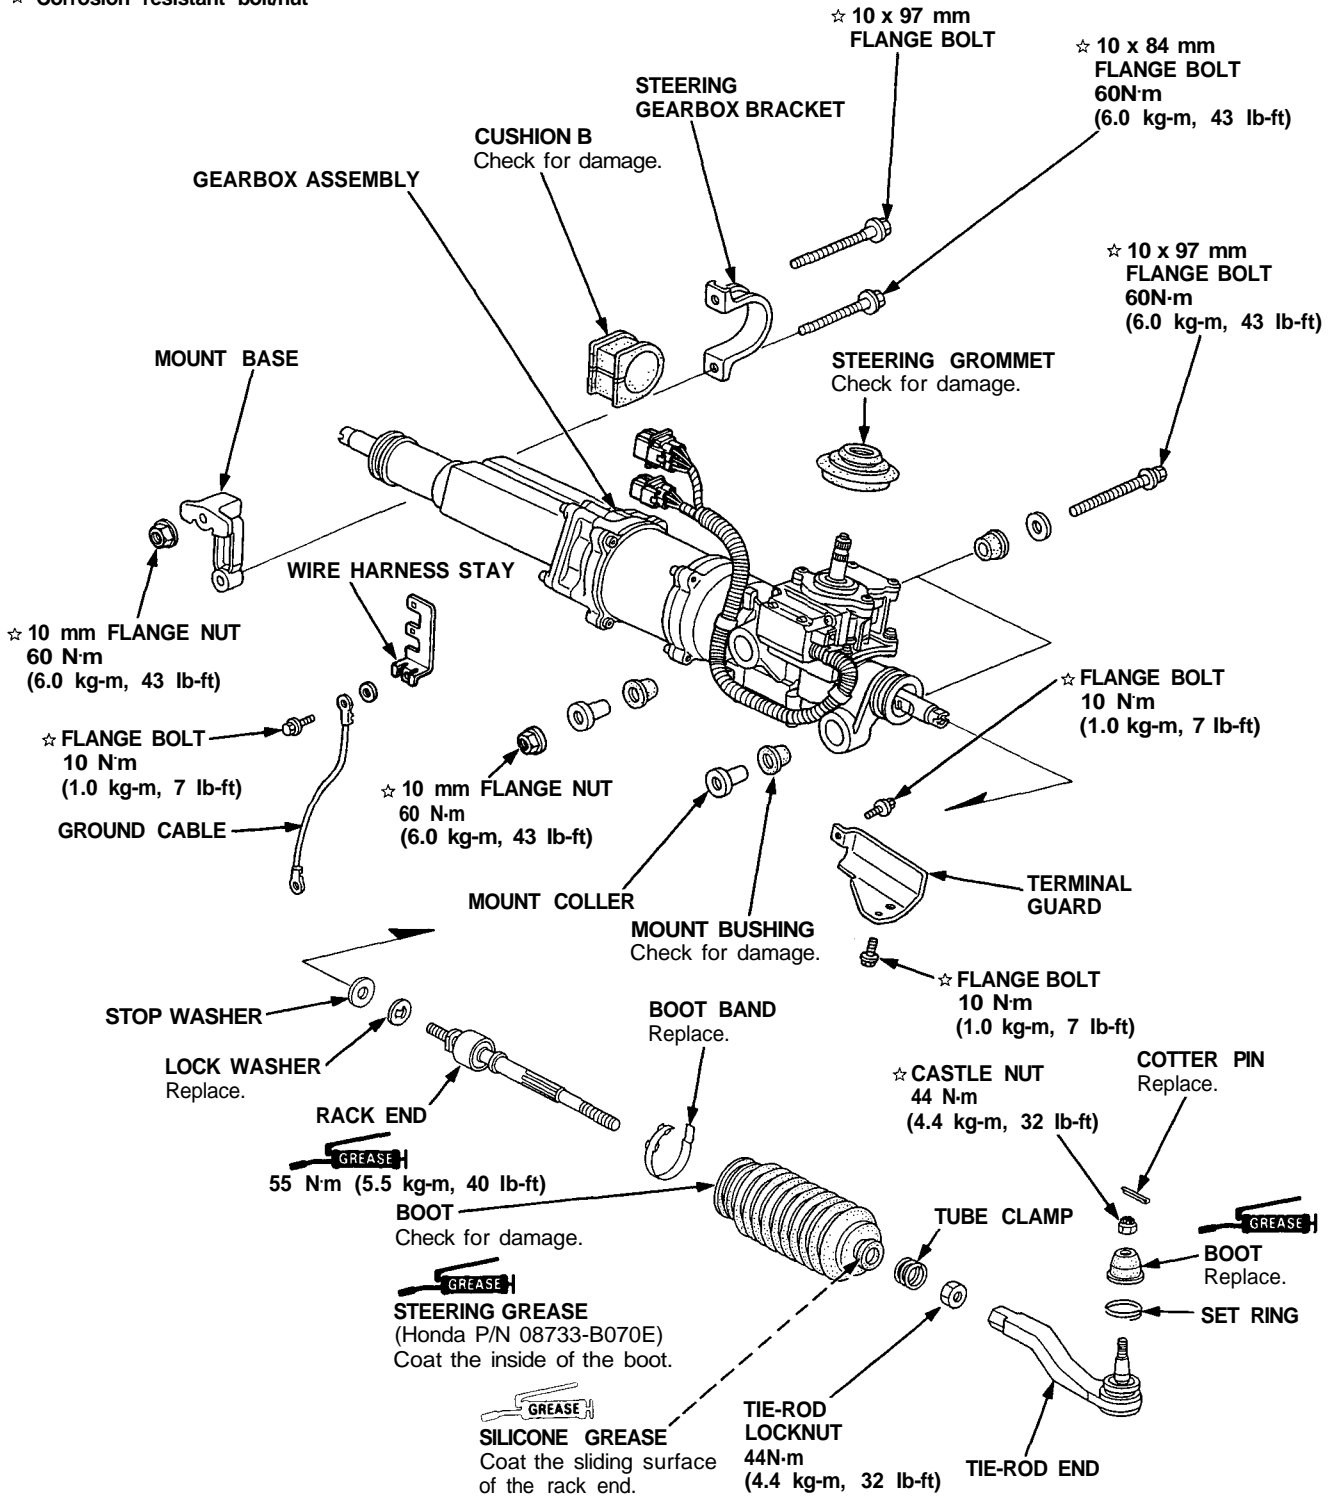 ☆ Corrosion resistant bolt/nut
☆ 10 x 97 mm
FLANGE BOLT
☆ 10 x 84 mm
FLANGE BOLT
60N·m
(6.0 kg-m, 43 lb-ft)
STEERING
GEARBOX BRACKET
CUSHION B
Check for damage.
GEARBOX ASSEMBLY
☆ 10 x 97 mm
FLANGE BOLT
60N·m
(6.0 kg-m, 43 lb-ft)
MOUNT BASE
STEERING GROMMET
Check for damage.
WIRE HARNESS STAY
☆ 10 mm FLANGE NUT
60 N·m
(6.0 kg-m, 43 lb-ft)
☆ FLANGE BOLT
10 N·m
(1.0 kg-m, 7 lb-ft)
☆ FLANGE BOLT
10 N·m
(1.0 kg-m, 7 lb-ft)
☆ 10 mm FLANGE NUT
60 N·m
(6.0 kg-m, 43 lb-ft)
GROUND CABLE
MOUNT COLLER
MOUNT BUSHING
Check for damage.
TERMINAL
GUARD
☆ FLANGE BOLT
10 N·m
(1.0 kg-m, 7 lb-ft)
STOP WASHER
BOOT BAND
Replace.
LOCK WASHER
Replace.
COTTER PIN
Replace.
☆ CASTLE NUT
44 N·m
(4.4 kg-m, 32 lb-ft)
RACK END
GREASE
55 N·m (5.5 kg-m, 40 lb-ft)
BOOT
Check for damage.
TUBE CLAMP
GREASE
BOOT
Replace.
GREASE
STEERING GREASE
(Honda P/N 08733-B070E)
Coat the inside of the boot.
SET RING
GREASE
SILICONE GREASE
Coat the sliding surface
of the rack end.
TIE-ROD
LOCKNUT
44N·m
(4.4 kg-m, 32 lb-ft)
TIE-ROD END